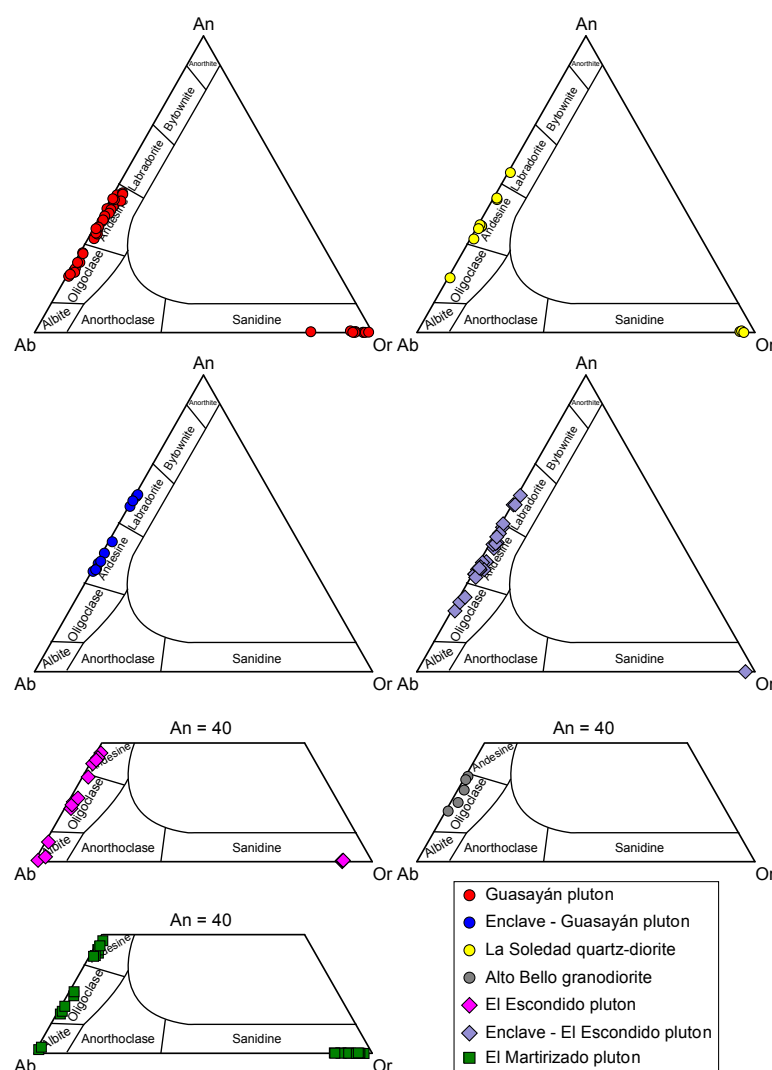 An
Anorthite
Bytownite
Labradorite
Andesine
Oligoclase
Albite
Anorthoclase
Sanidine
Ab
Or
An
Anorthite
Bytownite
Labradorite
Andesine
Oligoclase
Albite
Anorthoclase
Sanidine
Ab
Or
An
Anorthite
Bytownite
Labradorite
Andesine
Oligoclase
Albite
Anorthoclase
Sanidine
Ab
Or
An
Anorthite
Bytownite
Labradorite
Andesine
Oligoclase
Albite
Anorthoclase
Sanidine
Ab
Or
An = 40
Andesine
Oligoclase
Albite
Anorthoclase
Sanidine
Ab
Or
An = 40
Andesine
Oligoclase
Albite
Anorthoclase
Sanidine
Ab
Or
An = 40
Andesine
Oligoclase
Albite
Anorthoclase
Sanidine
Ab
Or
Guasayán pluton
Enclave - Guasayán pluton
La Soledad quartz-diorite
Alto Bello granodiorite
El Escondido pluton
Enclave - El Escondido pluton
El Martirizado pluton